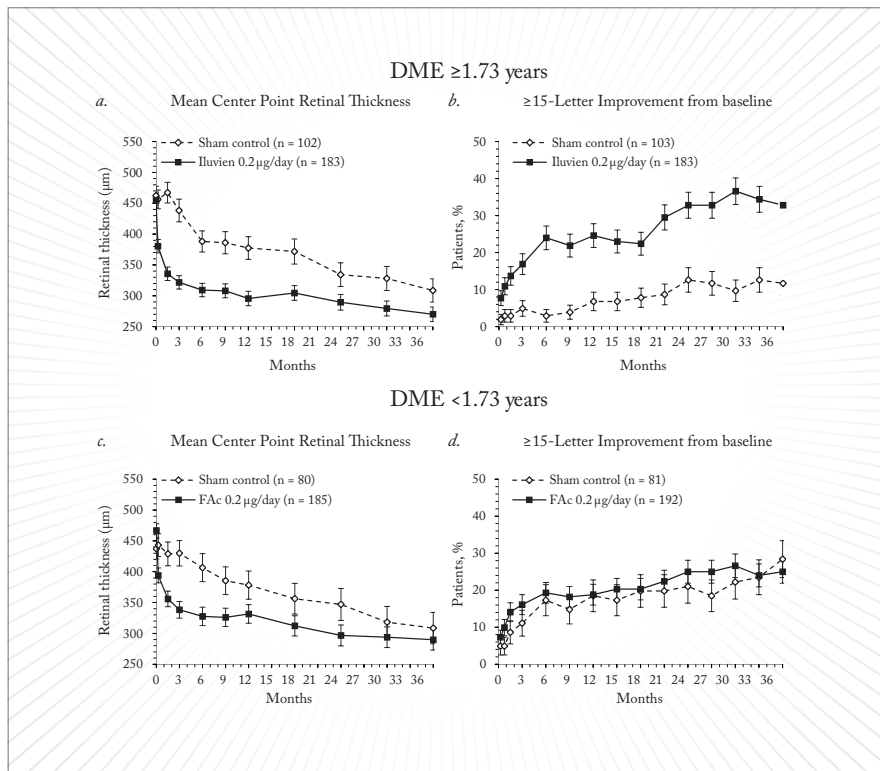 DME ≥1.73 years
a. Mean Center Point Retinal Thickness
Sham control (n = 102)
Iluvien 0.2 µg/day (n = 183)
Retinal thickness (µm)
550
500
450
400
350
300
250
0 3 6 9 12 15 18 21 24 27 30 33 36
Months
b. ≥15-Letter Improvement from baseline
Sham control (n = 103)
Iluvien 0.2 µg/day (n = 183)
Patients, %
50
40
30
20
10
0
0 3 6 9 12 15 18 21 24 27 30 33 36
Months
DME <1.73 years
c. Mean Center Point Retinal Thickness
Sham control (n = 80)
FAc 0.2 µg/day (n = 185)
Retinal thickness (µm)
550
500
450
400
350
300
250
0 3 6 9 12 15 18 21 24 27 30 33 36
Months
d. ≥15-Letter Improvement from baseline
Sham control (n = 81)
FAc 0.2 µg/day (n = 192)
Patients, %
50
40
30
20
10
0
0 3 6 9 12 15 18 21 24 27 30 33 36
Months